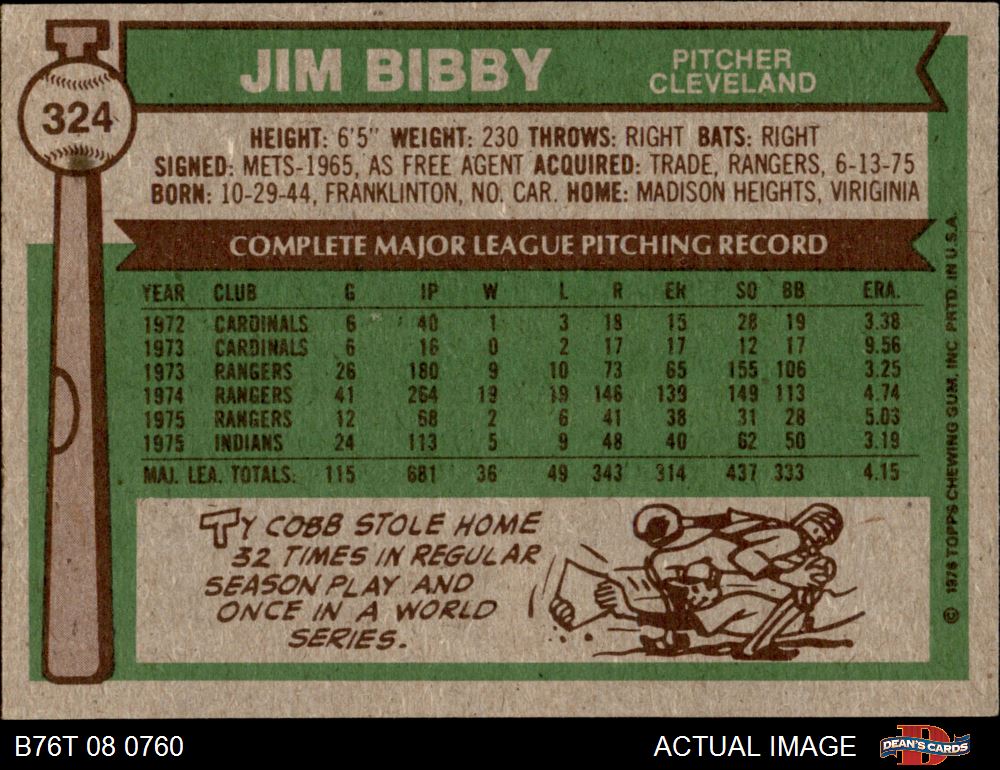 324
JIM BIBBY
PITCHER
CLEVELAND
HEIGHT: 6'5" WEIGHT: 230 THROWS: RIGHT BATS: RIGHT
SIGNED: METS-1965, AS FREE AGENT ACQUIRED: TRADE, RANGERS, 6-13-75
BORN: 10-29-44, FRANKLINTON, NO. CAR. HOME: MADISON HEIGHTS, VIRIGINIA
COMPLETE MAJOR LEAGUE PITCHING RECORD
YEAR CLUB G IP W L R ER SO BB ERA.
1972 CARDINALS 6 40 1 3 18 15 28 19 3.38
1973 CARDINALS 6 16 0 2 17 17 12 17 9.56
1973 RANGERS 26 180 9 10 73 65 155 106 3.25
1974 RANGERS 41 264 19 19 146 139 149 113 4.74
1975 RANGERS 12 68 2 6 41 38 31 28 5.03
1975 INDIANS 24 113 5 9 48 40 62 50 3.19
MAJ. LEA. TOTALS: 115 681 36 49 343 314 437 333 4.15
TY COBB STOLE HOME
32 TIMES IN REGULAR
SEASON PLAY AND
ONCE IN A WORLD
SERIES.
© 1976 TOPPS CHEWING GUM, INC PRTD. IN U.S.A.
B76T 08 0760
ACTUAL IMAGE
DEAN'S CARDS